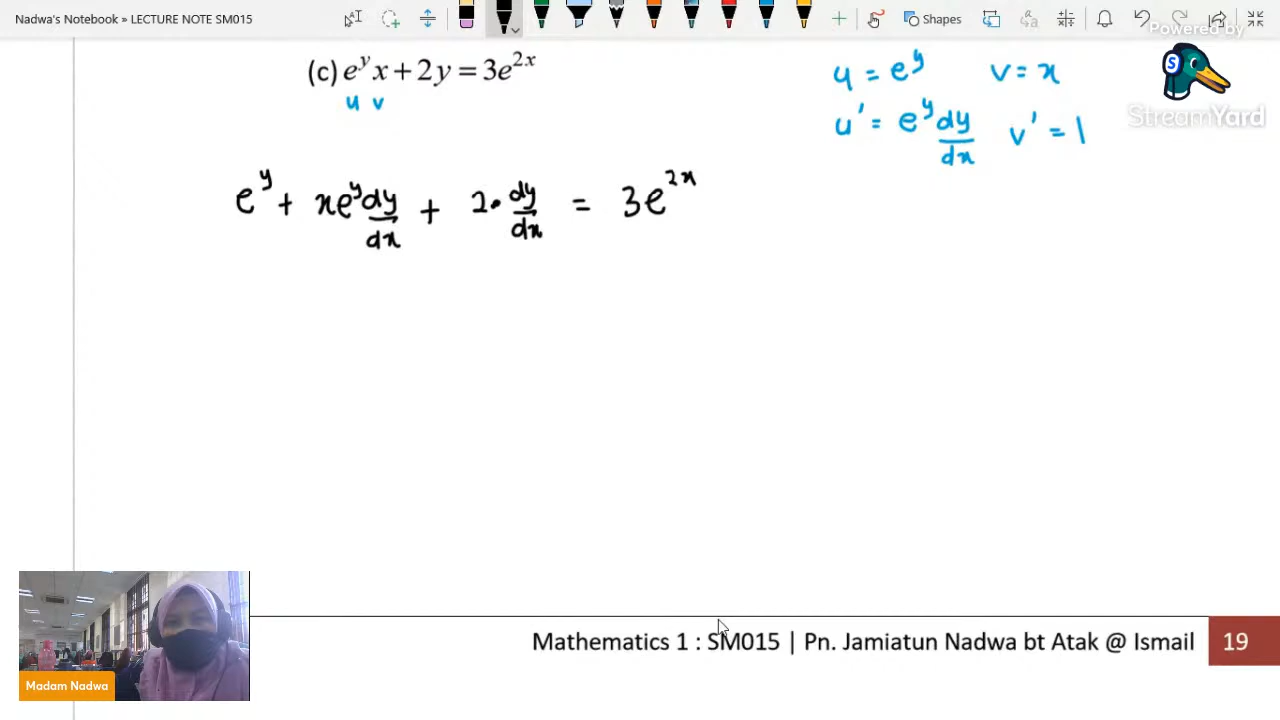 Nadwa's Notebook » LECTURE NOTE SM015
Shapes
Powered by
StreamYard
(c) e^y x + 2y = 3e^{2x}
u v
u = e^y v = x
u' = e^y dy/dx v' = 1
e^y + xe^y dy/dx + 2 • dy/dx = 3e^{2x}
Mathematics 1 : SM015 | Pn. Jamiatun Nadwa bt Atak @ Ismail 19
Madam Nadwa